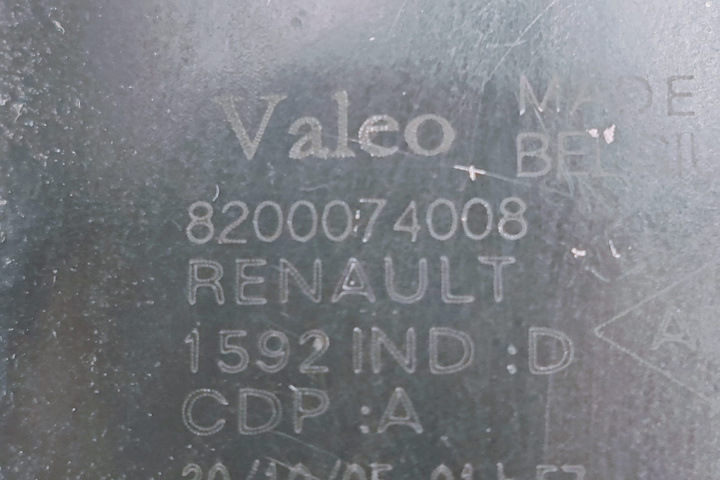 Valeo
MADE
8200074008
RENAULT
1592 IND :D
CDP :A
A